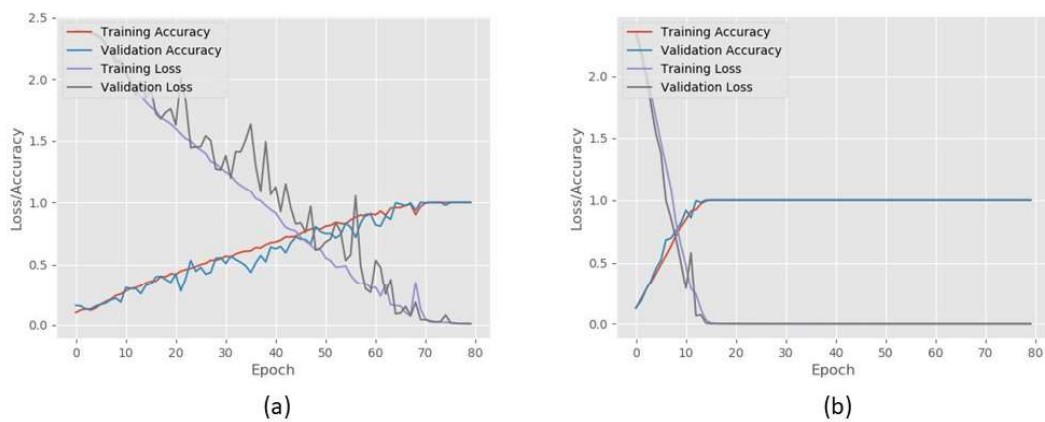 2.5
2.0
1.5
1.0
0.5
0.0
Loss/Accuracy
Training Accuracy
Validation Accuracy
Training Loss
Validation Loss
0 10 20 30 40 50 60 70 80
Epoch
(a)
2.0
1.5
1.0
0.5
0.0
Loss/Accuracy
Training Accuracy
Validation Accuracy
Training Loss
Validation Loss
0 10 20 30 40 50 60 70 80
Epoch
(b)